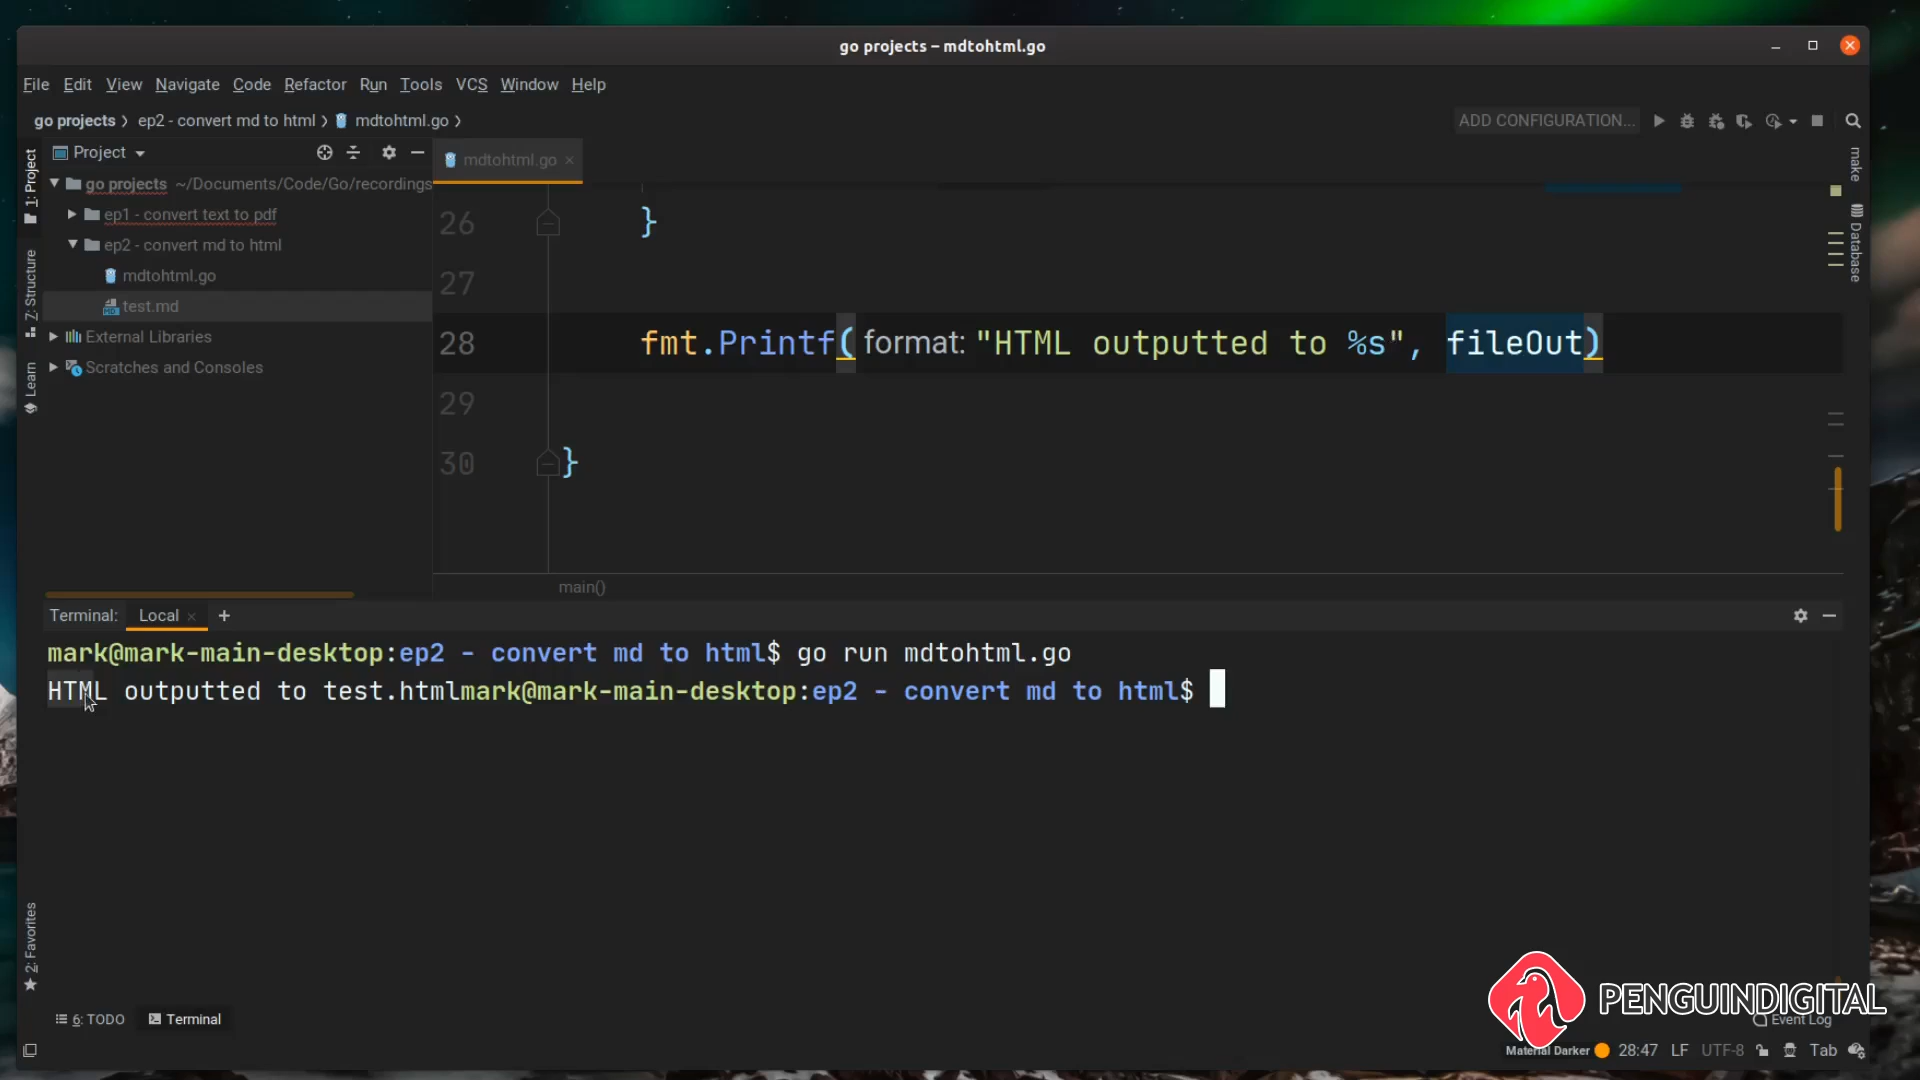 go projects – mdtohtml.go
File Edit View Navigate Code Refactor Run Tools VCS Window Help
go projects ep2 - convert md to html mdtohtml.go
ADD CONFIGURATION...
1: Project
Project
mdtohtml.go
make
go projects ~/Documents/Code/Go/recordings
ep1 - convert text to pdf
26 }
ep2 - convert md to html
7: Structure
Database
mdtohtml.go
27
test.md
External Libraries
28 fmt.Printf( format: "HTML outputted to %s", fileOut)
Scratches and Consoles
Learn
29
30 }
main()
Terminal: Local +
mark@mark-main-desktop:ep2 - convert md to html$ go run mdtohtml.go
HTML outputted to test.htmlmark@mark-main-desktop:ep2 - convert md to html$
2: Favorites
PENGUINDIGITAL
6: TODO Terminal
Event Log
Material Darker 28:47 LF UTF-8 Tab